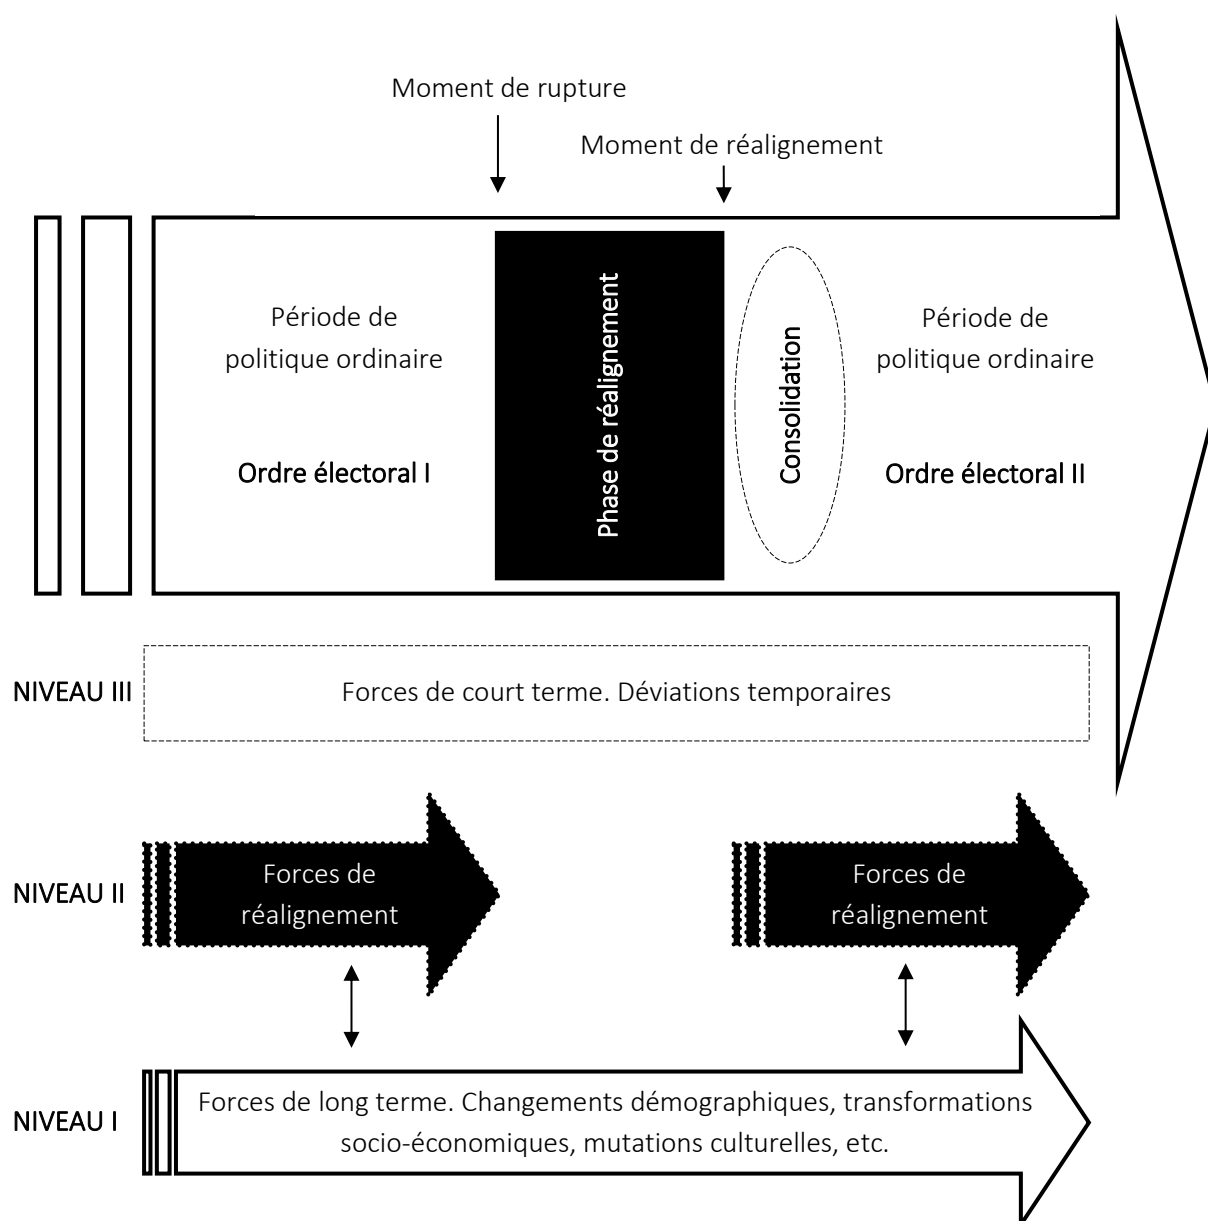 Moment de rupture
Moment de réalignement
Période de
politique ordinaire
Ordre électoral I
Phase de réalignement
Consolidation
Période de
politique ordinaire
Ordre électoral II
NIVEAU III
Forces de court terme. Déviations temporaires
NIVEAU II
Forces de
réalignement
Forces de
réalignement
NIVEAU I
Forces de long terme. Changements démographiques, transformations
socio-économiques, mutations culturelles, etc.